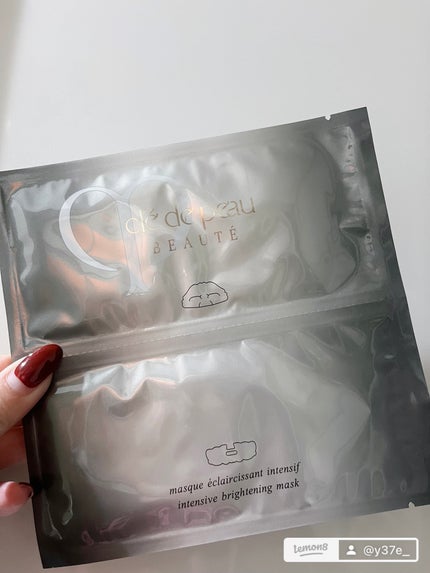 clé de peau
BEAUTÉ
masque éclaircissant intensif
intensive brightening mask
lemon8 @y37e_